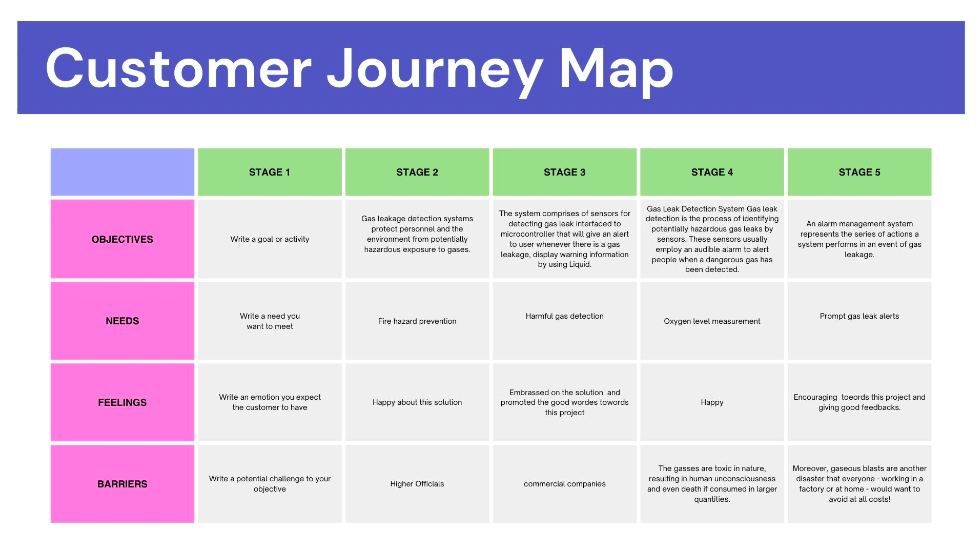 Customer Journey Map
STAGE 1
STAGE 2
STAGE 3
STAGE 4
STAGE 5
OBJECTIVES
Write a goal or activity
Gas leakage detection systems
protect personnel and the
environment from potentially
hazardous exposure to gases.
The system comprises of sensors for
detecting gas leak interfaced to
microcontroller that will give an alert
to user whenever there is a gas
leakage, display warning information
by using Liquid.
Gas Leak Detection System Gas leak
detection is the process of identifying
potentially hazardous gas leaks by
sensors. These sensors usually
employ an audible alarm to alert
people when a dangerous gas has
been detected.
An alarm management system
represents the series of actions a
system performs in an event of gas
leakage.
NEEDS
Write a need you
want to meet
Fire hazard prevention
Harmful gas detection
Oxygen level measurement
Prompt gas leak alerts
FEELINGS
Write an emotion you expect
the customer to have
Happy about this solution
Embrassed on the solution and
promoted the good wordes towords
this project
Happy
Encouraging toeords this project and
giving good feedbacks.
BARRIERS
Write a potential challenge to your
objective
Higher Officials
commercial companies
The gasses are toxic in nature,
resulting in human unconsciousness
and even death if consumed in larger
quantities.
Moreover, gaseous blasts are another
disaster that everyone - working in a
factory or at home - would want to
avoid at all costs!